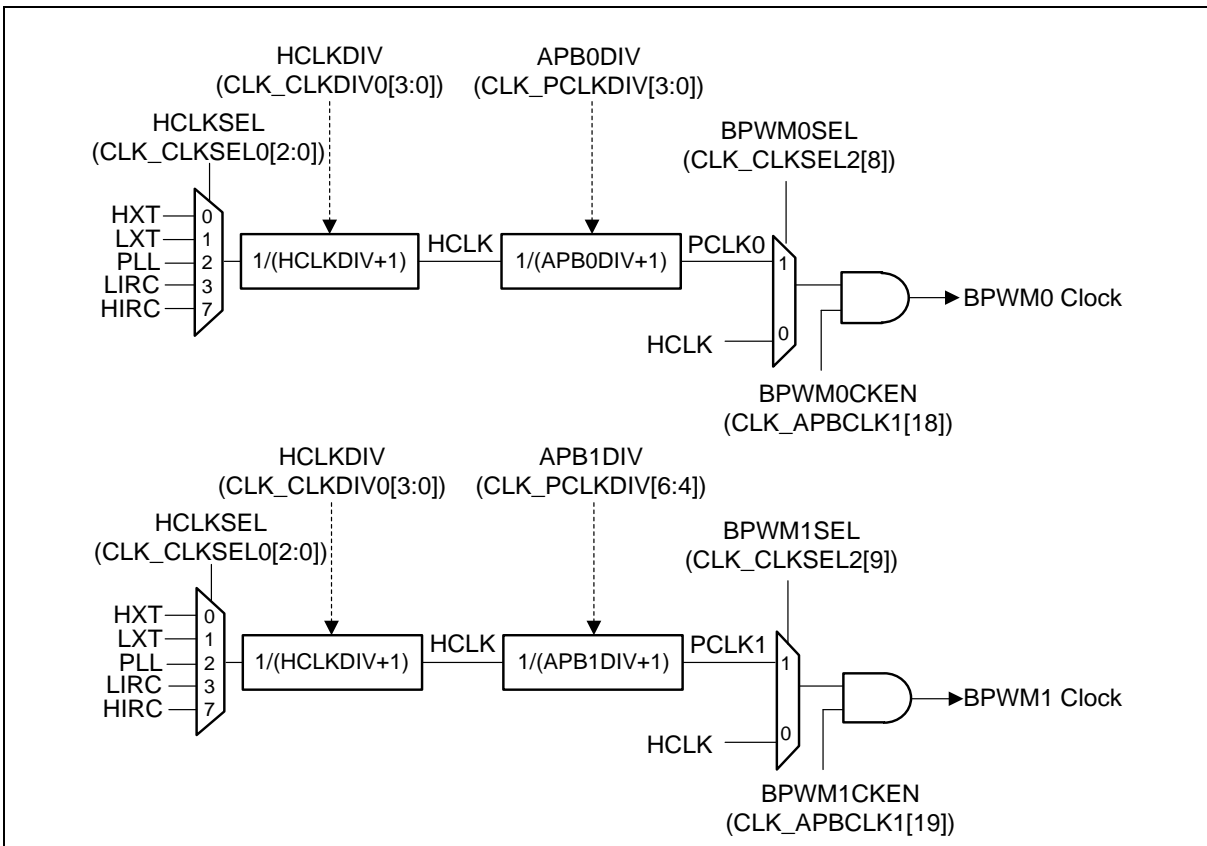 HCLKDIV
(CLK_CLKDIV0[3:0])
APB0DIV
(CLK_PCLKDIV[3:0])
HCLKSEL
(CLK_CLKSEL0[2:0])
BPWM0SEL
(CLK_CLKSEL2[8])
HXT 0
LXT 1
PLL 2
LIRC 3
HIRC 7
1/(HCLKDIV+1)
HCLK
1/(APB0DIV+1)
PCLK0
1
0
HCLK
BPWM0 Clock
BPWM0CKEN
(CLK_APBCLK1[18])
HCLKDIV
(CLK_CLKDIV0[3:0])
APB1DIV
(CLK_PCLKDIV[6:4])
HCLKSEL
(CLK_CLKSEL0[2:0])
BPWM1SEL
(CLK_CLKSEL2[9])
HXT 0
LXT 1
PLL 2
LIRC 3
HIRC 7
1/(HCLKDIV+1)
HCLK
1/(APB1DIV+1)
PCLK1
1
0
HCLK
BPWM1 Clock
BPWM1CKEN
(CLK_APBCLK1[19])